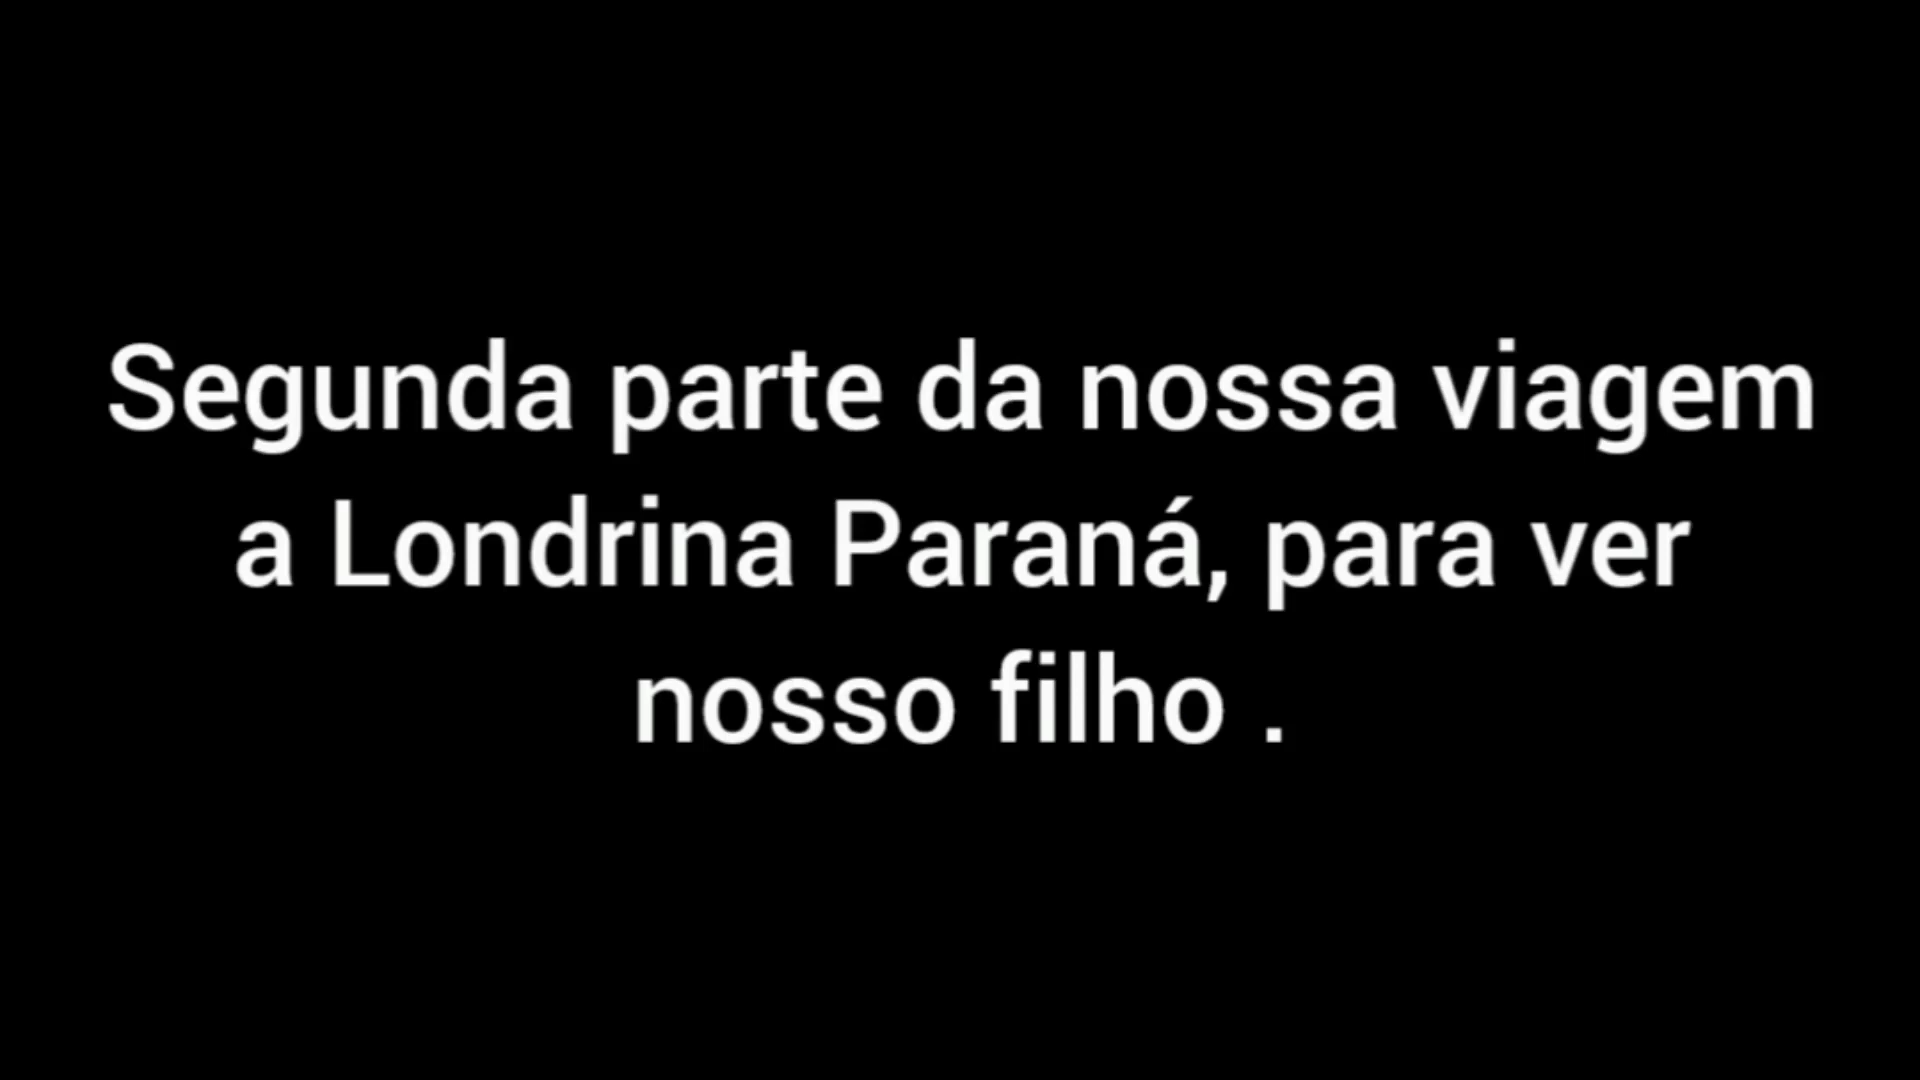 Segunda parte da nossa viagem
a Londrina Paraná, para ver
nosso filho .